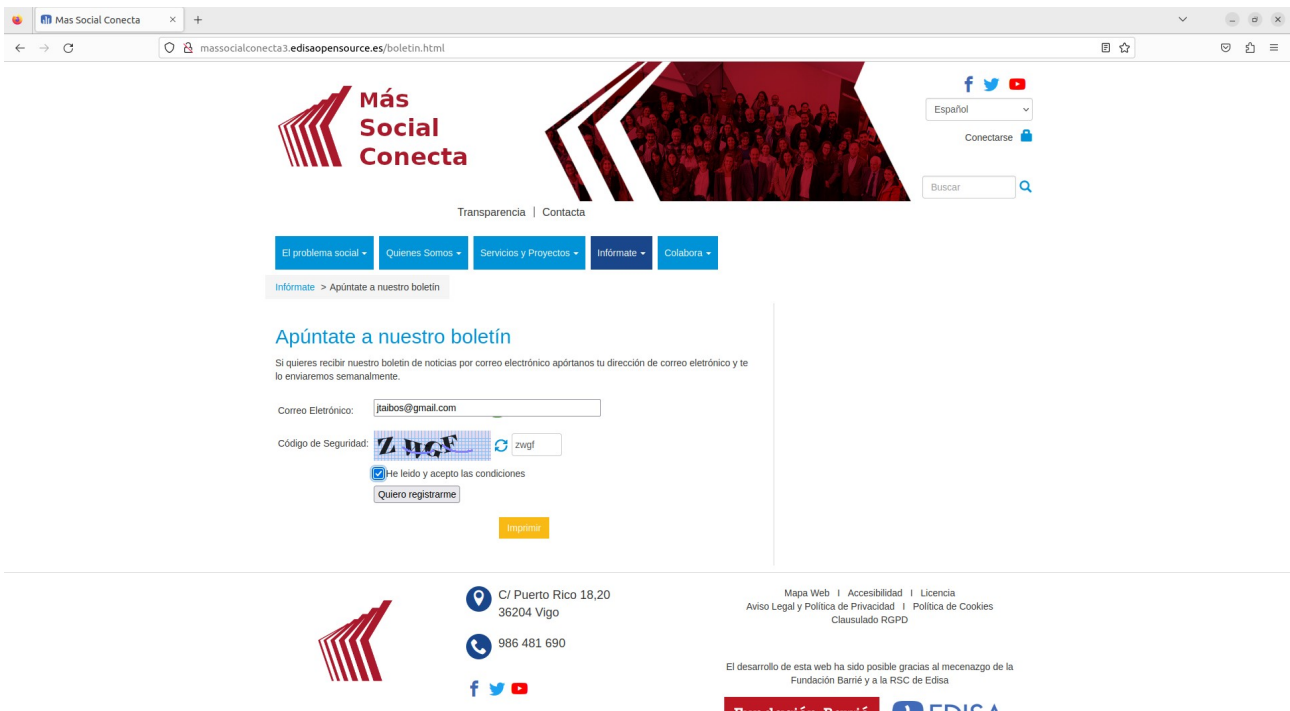 Mas Social Conecta
massocialconecta3.edisaopensource.es/boletin.html
Más
Social
Conecta
Español
Conectarse
Buscar
Transparencia | Contacta
El problema social
Quienes Somos
Servicios y Proyectos
Infórmate
Colabora
Infórmate > Apúntate a nuestro boletín
Apúntate a nuestro boletín
Si quieres recibir nuestro boletin de noticias por correo electrónico apórtanos tu dirección de correo eletrónico y te
lo enviaremos semanalmente.
Correo Eletrónico: jtaibos@gmail.com
Código de Seguridad: ZWGF zwgf
He leido y acepto las condiciones
Quiero registrarme
Imprimir
C/ Puerto Rico 18,20
36204 Vigo
986 481 690
Mapa Web I Accesibilidad I Licencia
Aviso Legal y Política de Privacidad I Política de Cookies
Clausulado RGPD
El desarrollo de esta web ha sido posible gracias al mecenazgo de la
Fundación Barrié y a la RSC de Edisa
Fundación Barrié
EDISA